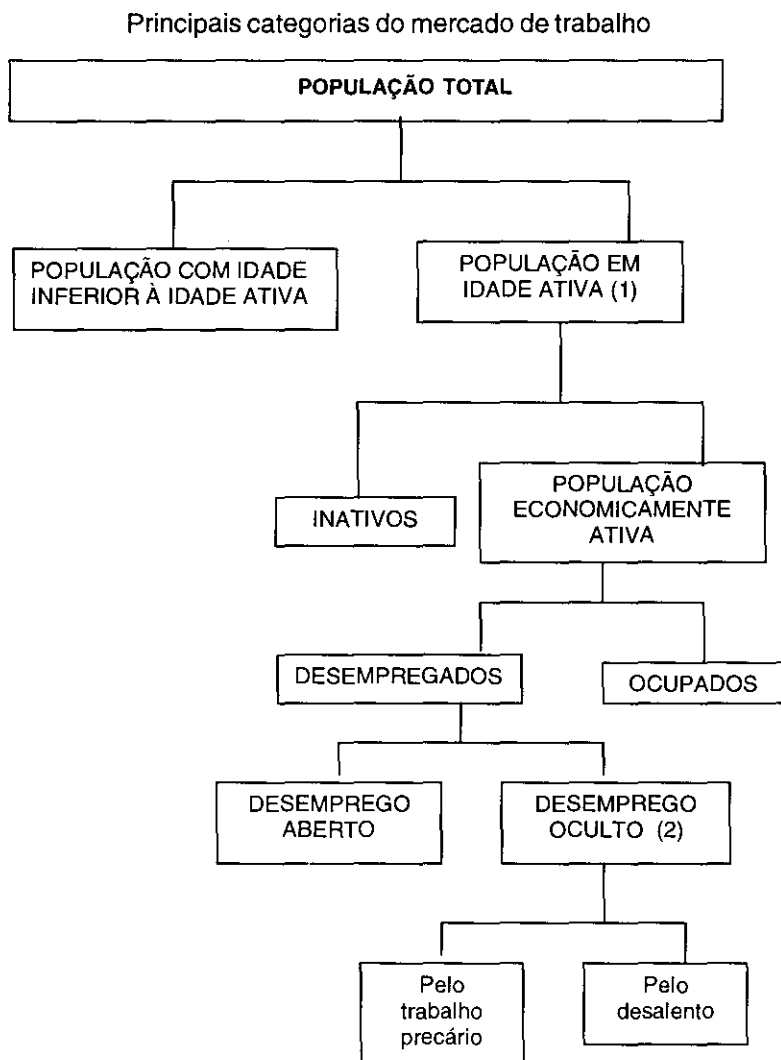 Principais categorias do mercado de trabalho
POPULAÇÃO TOTAL
POPULAÇÃO COM IDADE
INFERIOR À IDADE ATIVA
POPULAÇÃO EM
IDADE ATIVA (1)
INATIVOS
POPULAÇÃO
ECONOMICAMENTE
ATIVA
DESEMPREGADOS
OCUPADOS
DESEMPREGO
ABERTO
DESEMPREGO
OCULTO (2)
Pelo
trabalho
precário
Pelo
desalento